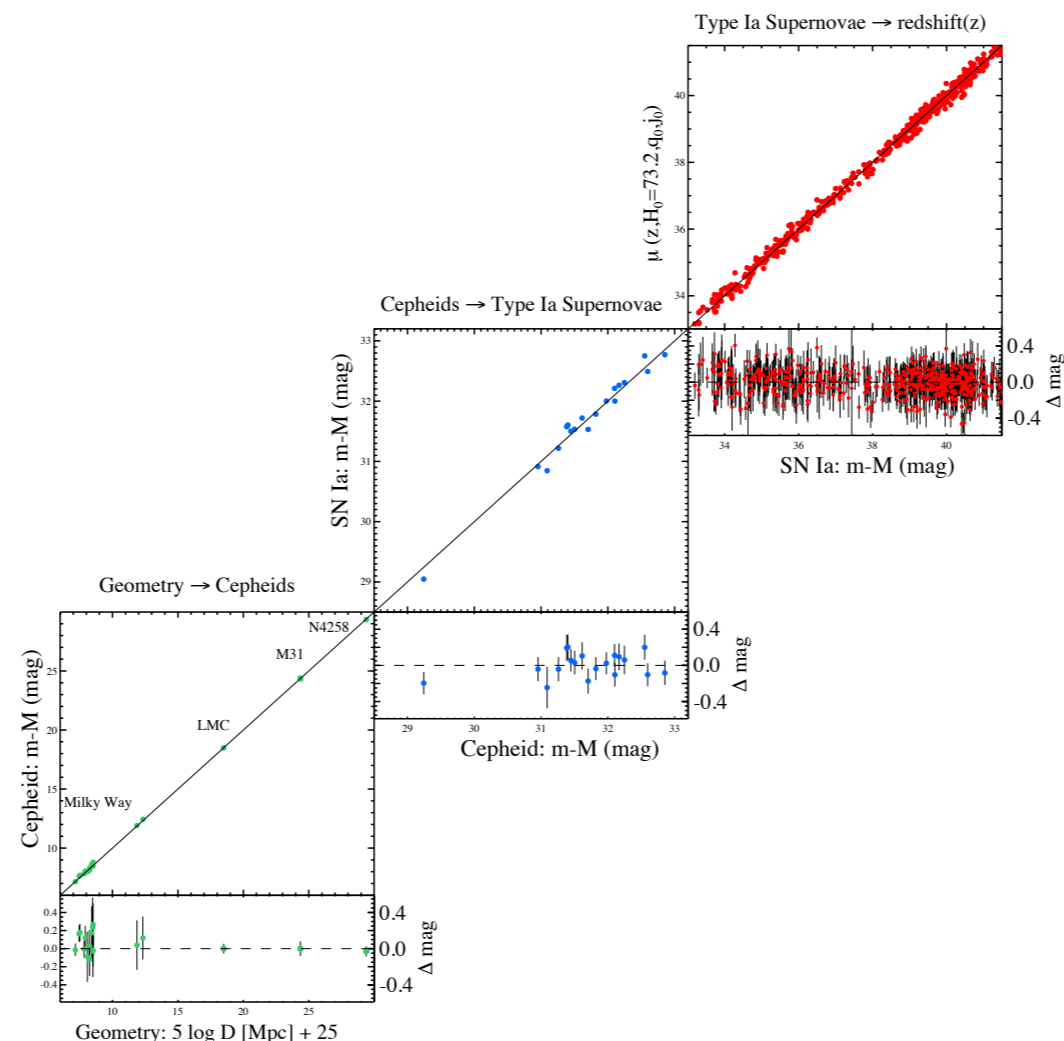 Type Ia Supernovae → redshift(z)
μ (z,H₀=73.2,q₀,j₀)
40
38
36
34
0.4
0.0
-0.4
Δ mag
34 36 38 40
SN Ia: m-M (mag)
Cepheids → Type Ia Supernovae
SN Ia: m-M (mag)
33
32
31
30
29
0.4
0.0
-0.4
Δ mag
29 30 31 32 33
Cepheid: m-M (mag)
Geometry → Cepheids
Cepheid: m-M (mag)
25
20
15
10
N4258
M31
LMC
Milky Way
0.4
0.2
0.0
-0.2
-0.4
0.4
0.0
-0.4
Δ mag
10 15 20 25
Geometry: 5 log D [Mpc] + 25